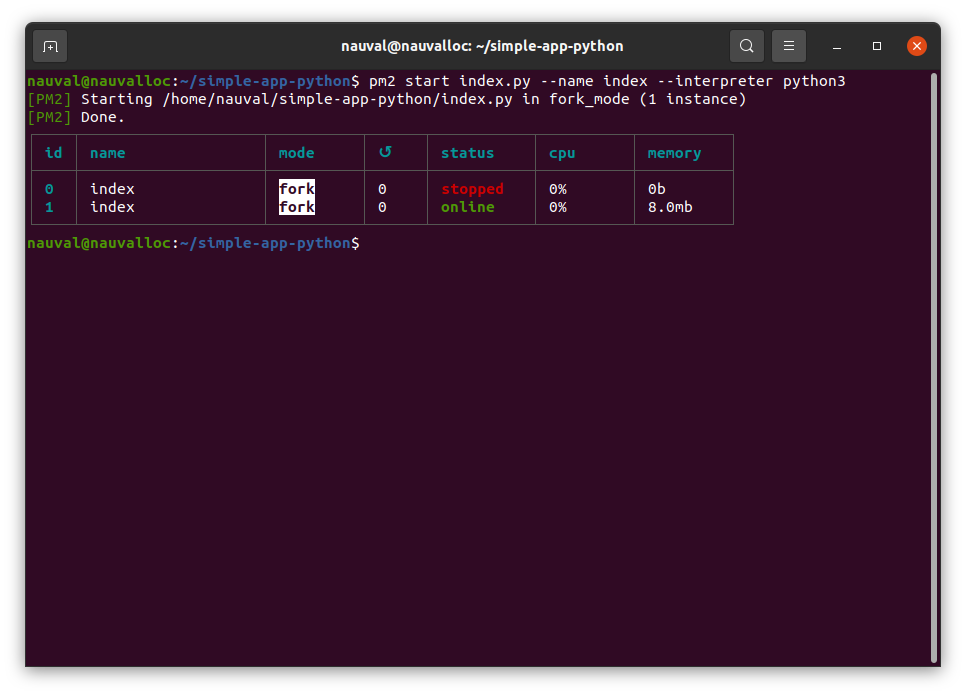 nauval@nauvalloc: ~/simple-app-python
nauval@nauvalloc:~/simple-app-python$ pm2 start index.py --name index --interpreter python3
[PM2] Starting /home/nauval/simple-app-python/index.py in fork_mode (1 instance)
[PM2] Done.
id name mode ↺ status cpu memory
0 index fork 0 stopped 0% 0b
1 index fork 0 online 0% 8.0mb
nauval@nauvalloc:~/simple-app-python$